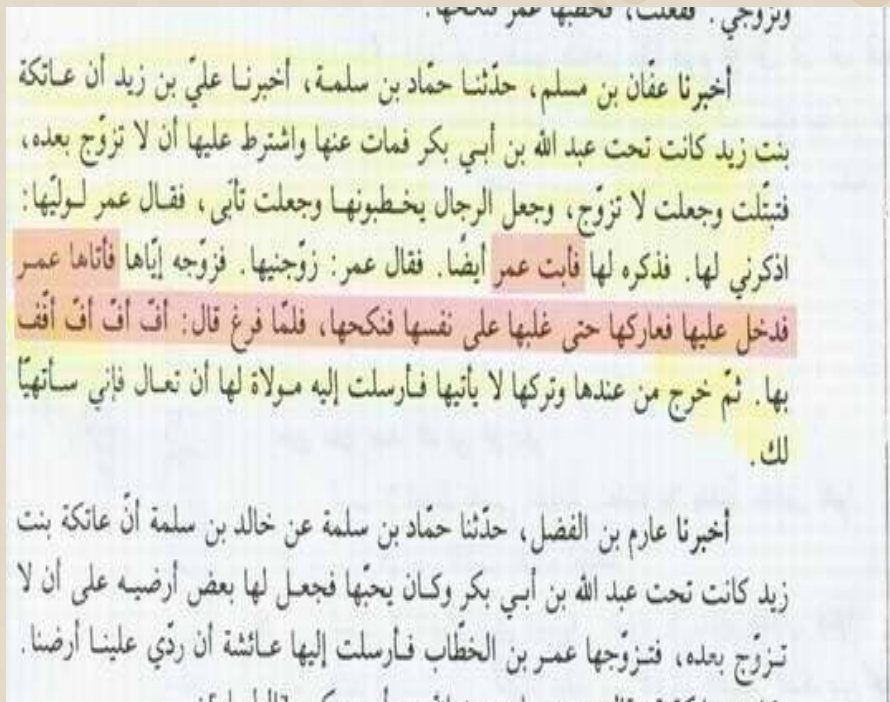 وتزوجي. ففعلت، فخطبها عمر فنكحها.
أخبرنا عفّان بن مسلم، حدّثنا حمّاد بن سلمة، أخبرنا عليّ بن زيد أن عاتكة
بنت زيد كانت تحت عبد الله بن أبي بكر فمات عنها واشترط عليها أن لا تزوّج بعده،
فتبتّلت وجعلت لا تزوّج، وجعل الرجال يخطبونها وجعلت تأبى، فقال عمر لوليّها:
اذكرني لها. فذكره لها فأبت عمر أيضًا. فقال عمر: زوّجنيها. فزوّجه إيّاها فأتاها عمر
فدخل عليها فعاركها حتى غلبها على نفسها فنكحها، فلمّا فرغ قال: أفّ أفّ أفّ أفّف
بها. ثمّ خرج من عندها وتركها لا يأتيها فأرسلت إليه مولاة لها أن تعال فإني سأتهيّأ
لك.
أخبرنا عارم بن الفضل، حدّثنا حمّاد بن سلمة عن خالد بن سلمة أنّ عاتكة بنت
زيد كانت تحت عبد الله بن أبي بكر وكان يحبّها فجعل لها بعض أرضيه على أن لا
تزوّج بعده، فتزوّجها عمر بن الخطّاب فأرسلت إليها عائشة أن ردّي علينا أرضنا.